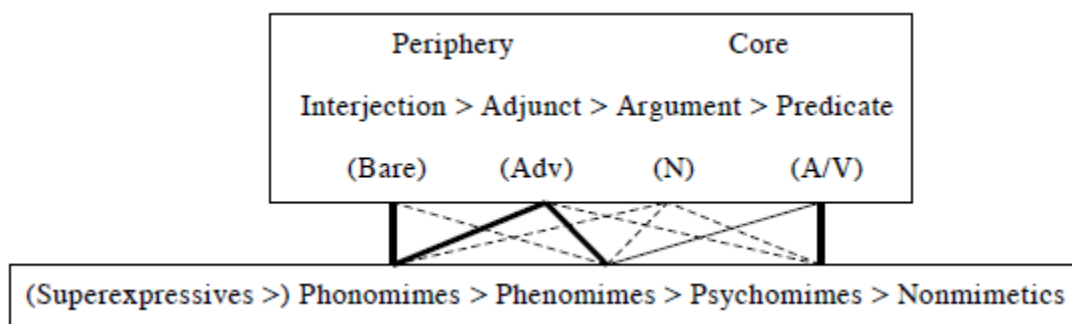 Periphery Core
Interjection > Adjunct > Argument > Predicate
(Bare) (Adv) (N) (A/V)
(Superexpressives >) Phonomimes > Phenomimes > Psychomimes > Nonmimetics